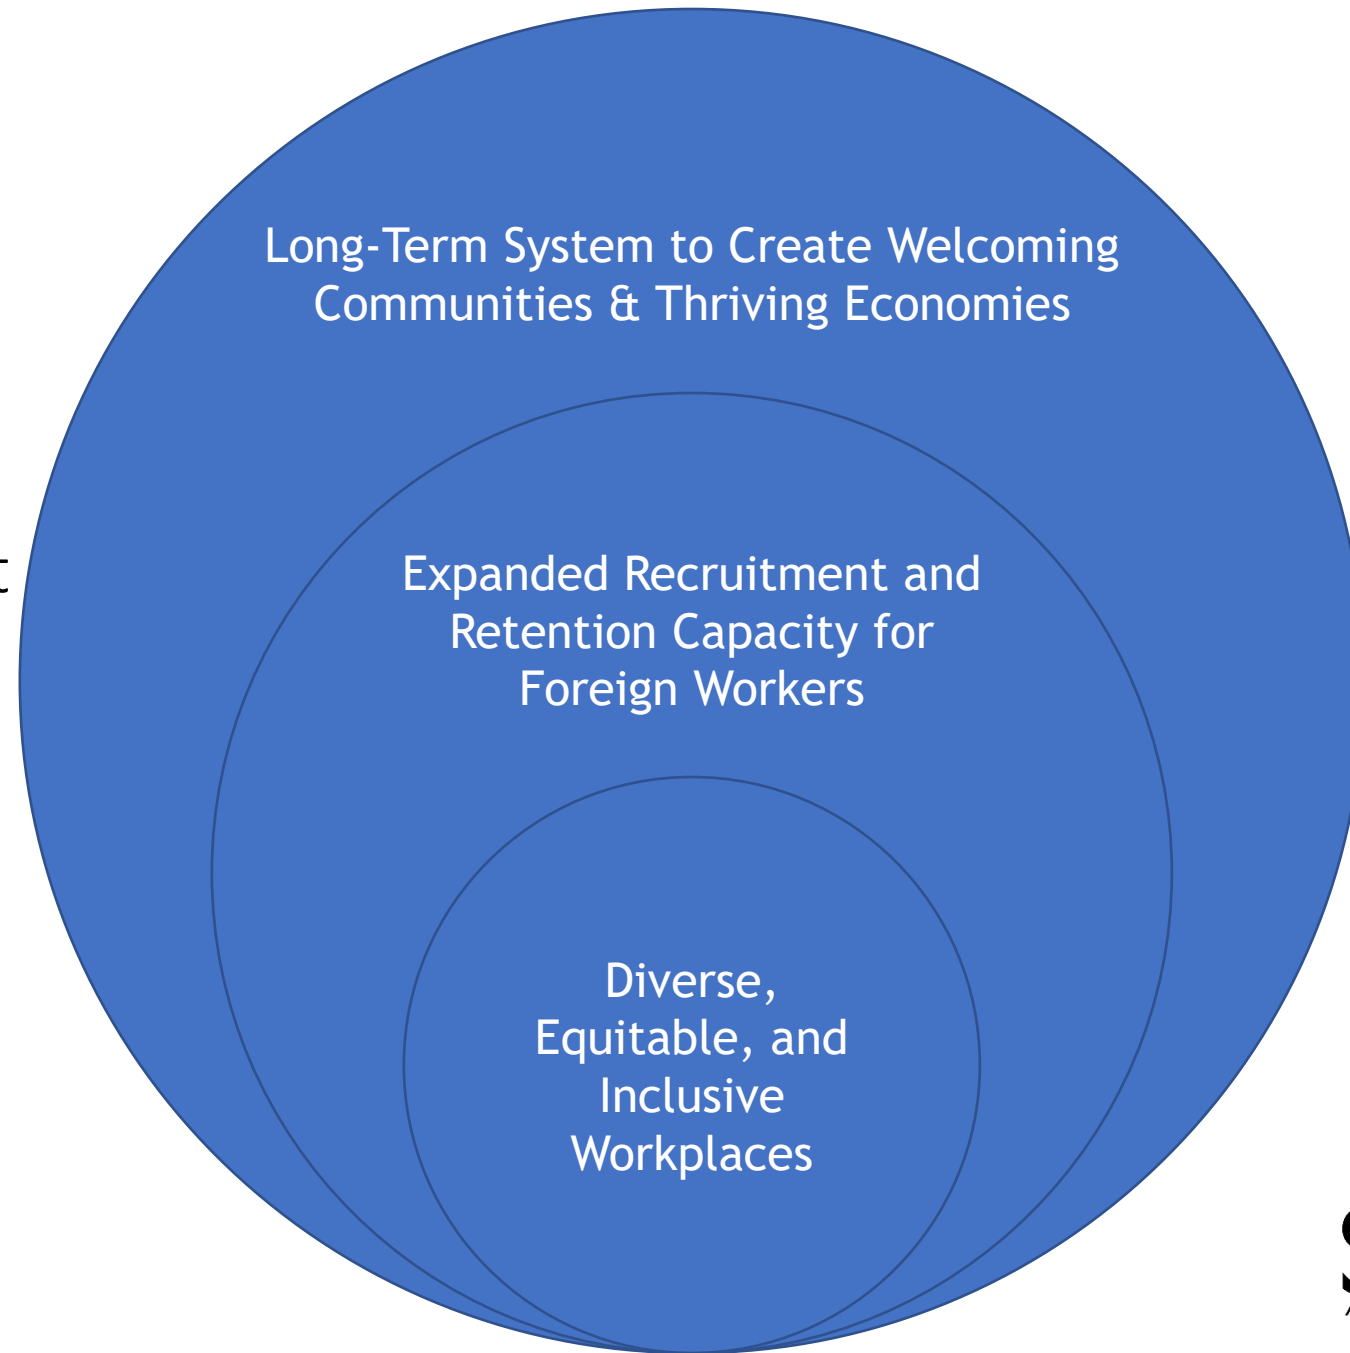 Long-Term System to Create Welcoming
Communities & Thriving Economies
t
Expanded Recruitment and
Retention Capacity for
Foreign Workers
Diverse,
Equitable, and
Inclusive
Workplaces